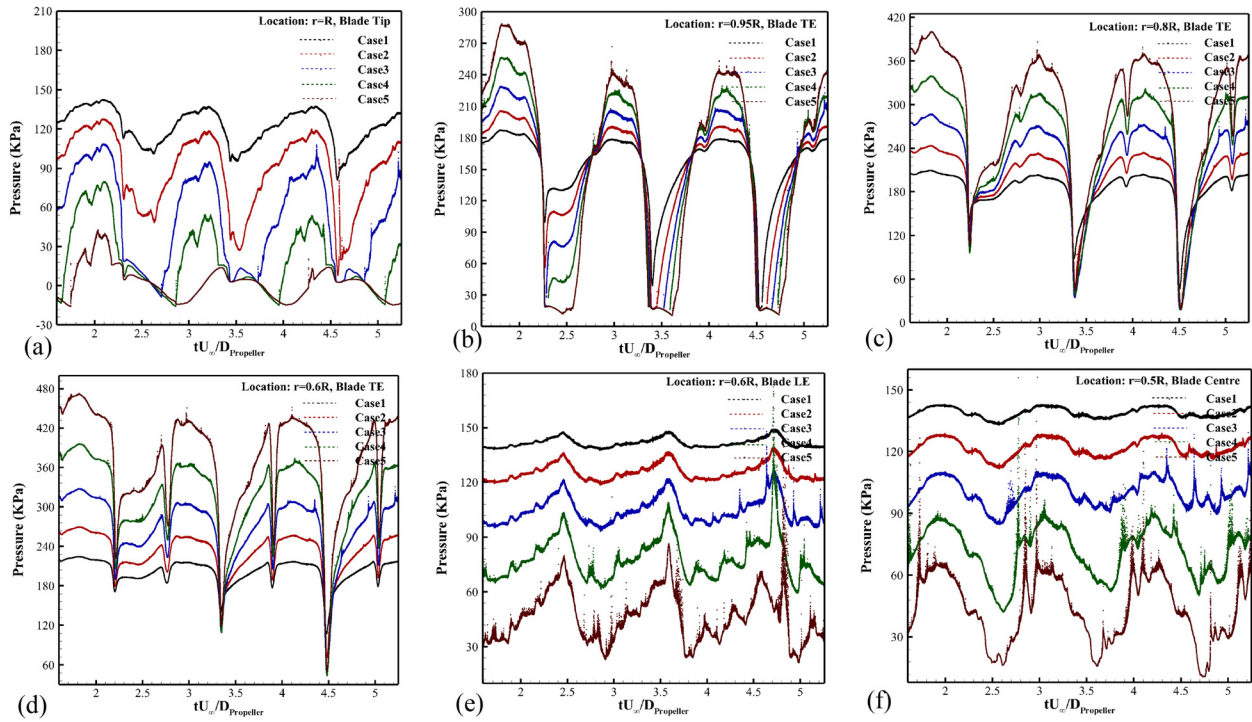 Location: r=R, Blade Tip
Case1
Case2
Case3
Case4
Case5
210
180
150
120
90
60
30
0
-30
Pressure (KPa)
2
2.5
3
3.5
4
4.5
5
tU∞/DPropeller
(a)
Location: r=0.95R, Blade TE
Case1
Case2
Case3
Case4
Case5
300
270
240
210
180
150
120
90
60
30
0
Pressure (KPa)
2
2.5
3
3.5
4
4.5
5
tU∞/DPropeller
(b)
Location: r=0.8R, Blade TE
Case1
Case2
Case3
Case4
Case5
420
360
300
240
180
120
60
0
Pressure (KPa)
2
2.5
3
3.5
4
4.5
5
tU∞/DPropeller
(c)
Location: r=0.6R, Blade TE
Case1
Case2
Case3
Case4
Case5
480
420
360
300
240
180
120
60
Pressure (KPa)
2
2.5
3
3.5
4
4.5
5
tU∞/DPropeller
(d)
Location: r=0.6R, Blade LE
Case1
Case2
Case3
Case4
Case5
180
150
120
90
60
30
Pressure (KPa)
2
2.5
3
3.5
4
4.5
5
tU∞/DPropeller
(e)
Location: r=0.5R, Blade Centre
Case1
Case2
Case3
Case4
Case5
150
120
90
60
30
Pressure (KPa)
2
2.5
3
3.5
4
4.5
5
tU∞/DPropeller
(f)